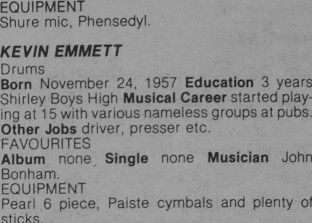 EQUIPMENT
Shure mic, Phensedyl.
KEVIN EMMETT
Drums
Born November 24, 1957 Education 3 years
Shirley Boys High Musical Career started play-
ing at 15 with various nameless groups at pubs.
Other Jobs driver, presser etc.
FAVOURITES
Album none Single none Musician John
Bonham.
EQUIPMENT
Pearl 6 piece, Paiste cymbals and plenty of
sticks.